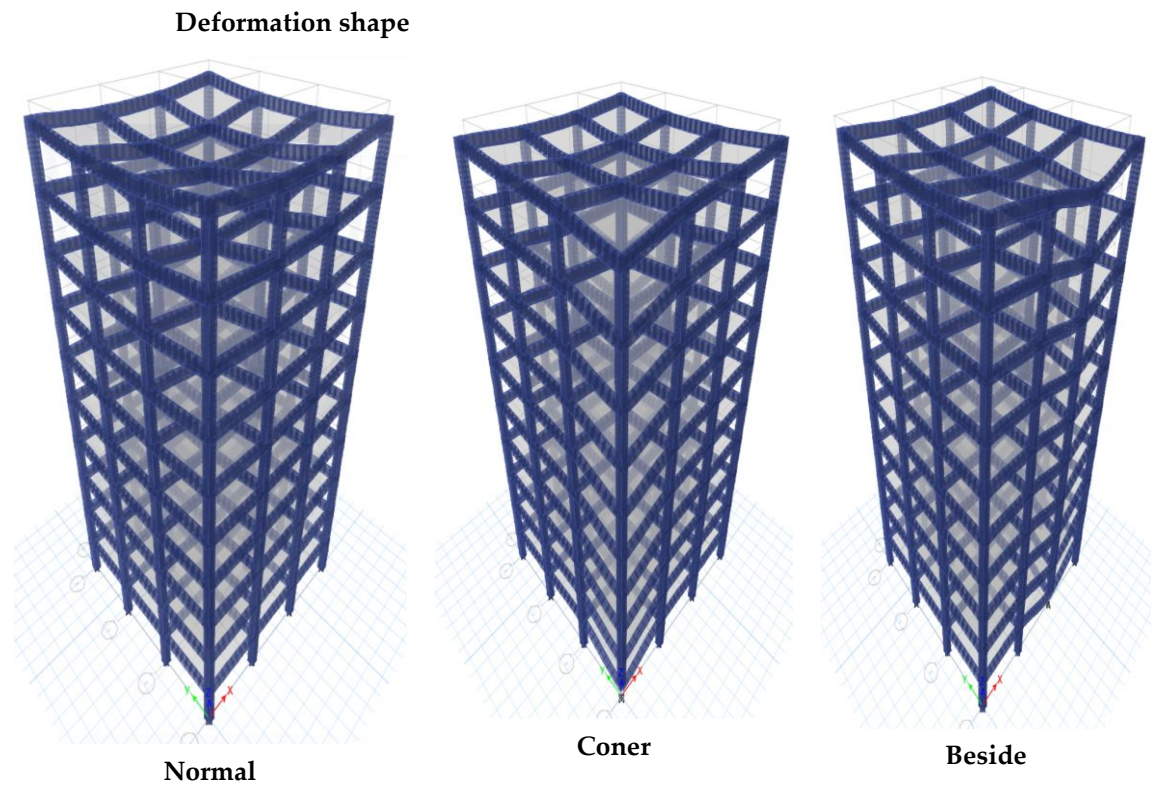 Deformation shape
Y X
Y X
Y X
Normal
Coner
Beside